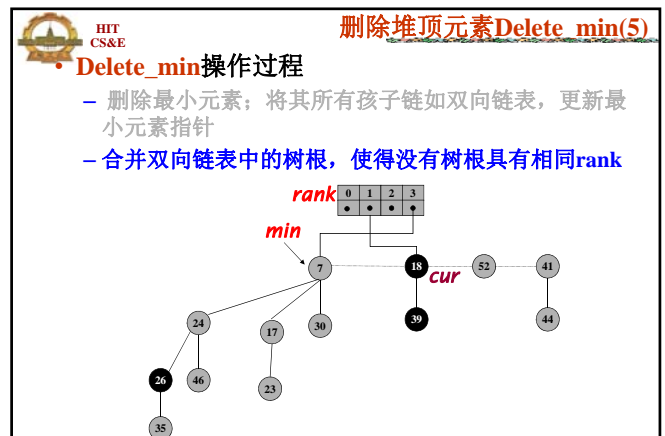 HIT
CS&E
删除堆顶元素Delete_min(5)
• Delete_min操作过程
– 删除最小元素；将其所有孩子链如双向链表，更新最
小元素指针
– 合并双向链表中的树根，使得没有树根具有相同rank
rank 0 1 2 3
min
7 18 52 41
cur
24 17 30 39 44
26 46 23
35